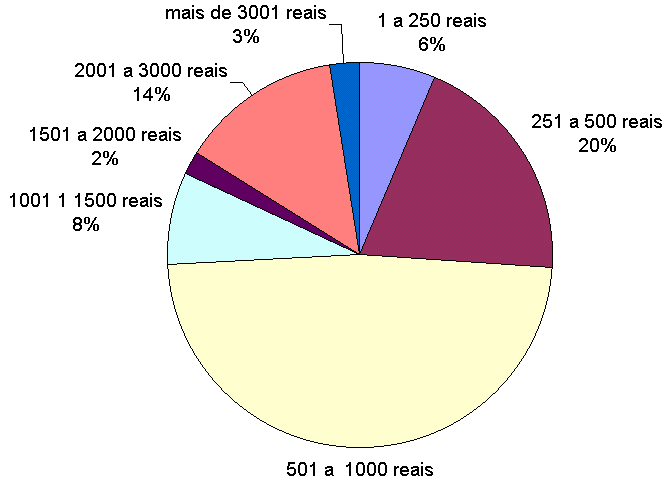 mais de 3001 reais
3%
1 a 250 reais
6%
2001 a 3000 reais
14%
251 a 500 reais
20%
1501 a 2000 reais
2%
1001 1 1500 reais
8%
501 a  1000 reais